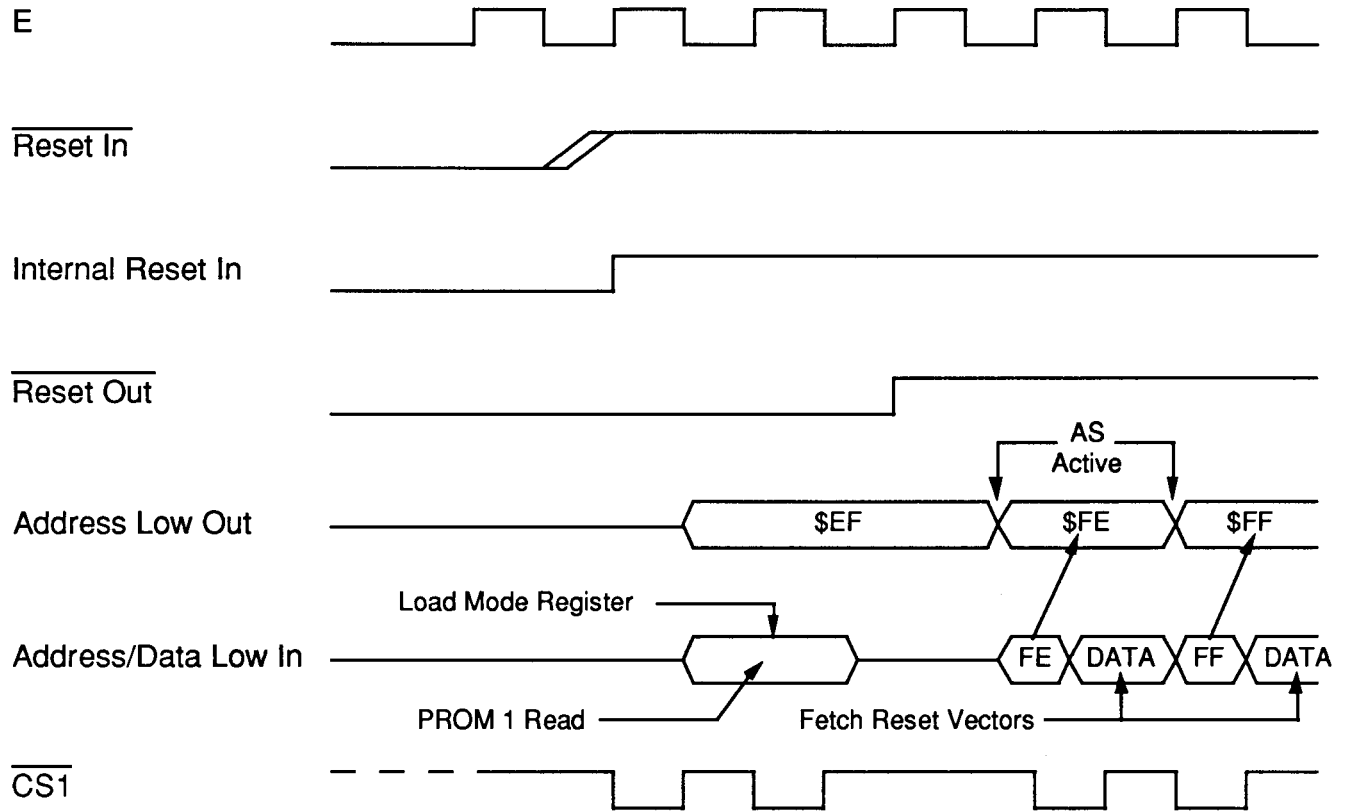 E
Reset In
Internal Reset In
Reset Out
AS
Active
Address Low Out
$EF
$FE
$FF
Load Mode Register
Address/Data Low In
FE
DATA
FF
DATA
PROM 1 Read
Fetch Reset Vectors
CS1